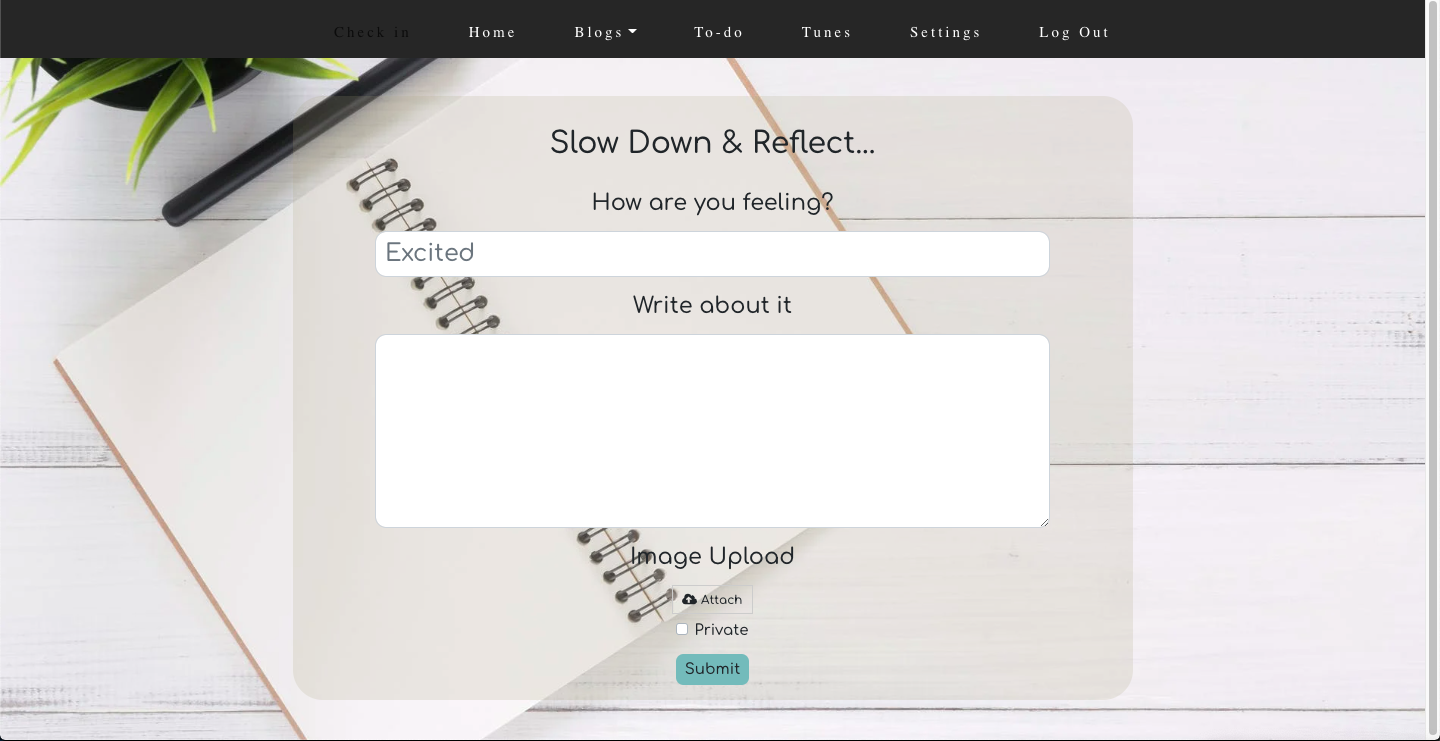 Check in Home Blogs To-do Tunes Settings Log Out
Slow Down & Reflect...
How are you feeling?
Excited
Write about it
Image Upload
Attach
Private
Submit